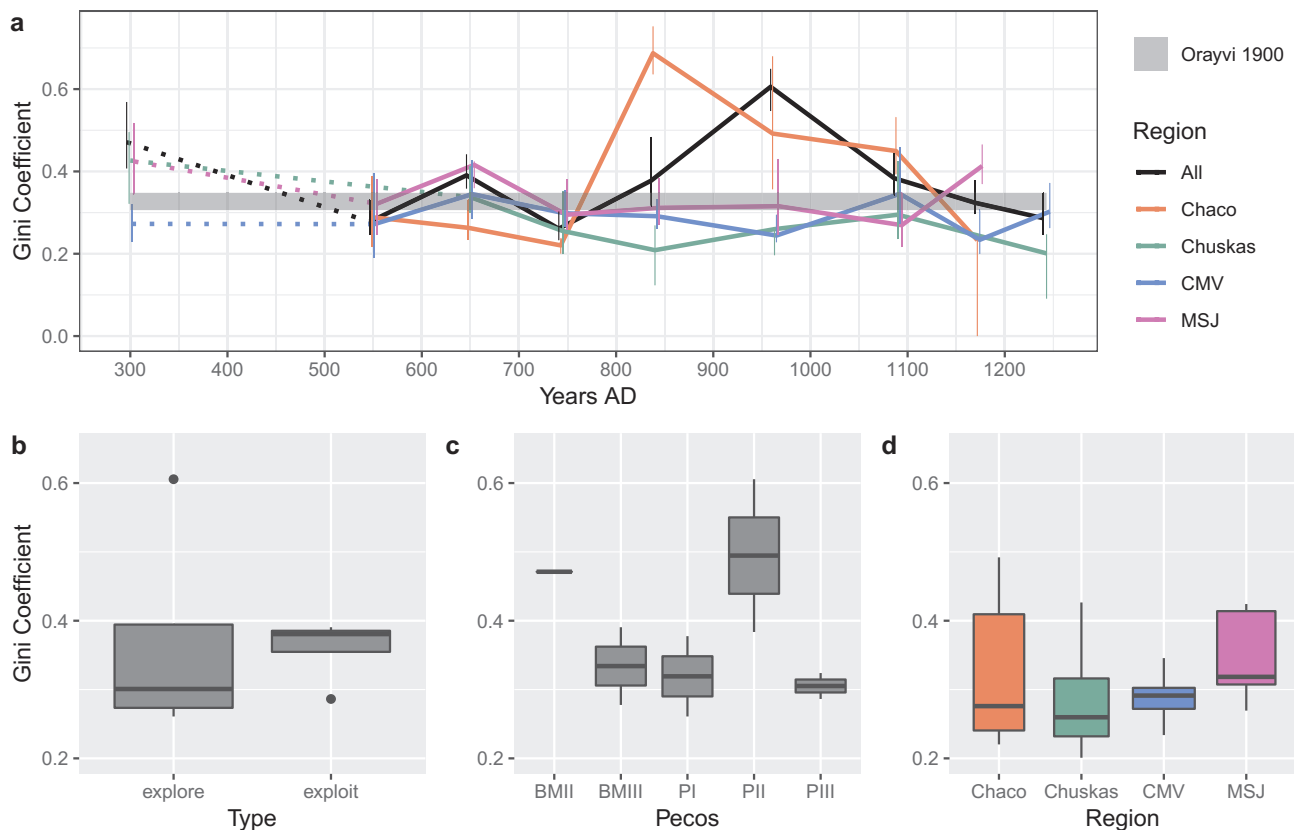 a
Gini Coefficient
0.6
0.4
0.2
0.0
300 400 500 600 700 800 900 1000 1100 1200
Years AD
Orayvi 1900
Region
All
Chaco
Chuskas
CMV
MSJ
b
Gini Coefficient
0.6
0.4
0.2
explore exploit
Type
c
0.6
0.4
0.2
BMII BMIII PI PII PIII
Pecos
d
0.6
0.4
0.2
Chaco Chuskas CMV MSJ
Region